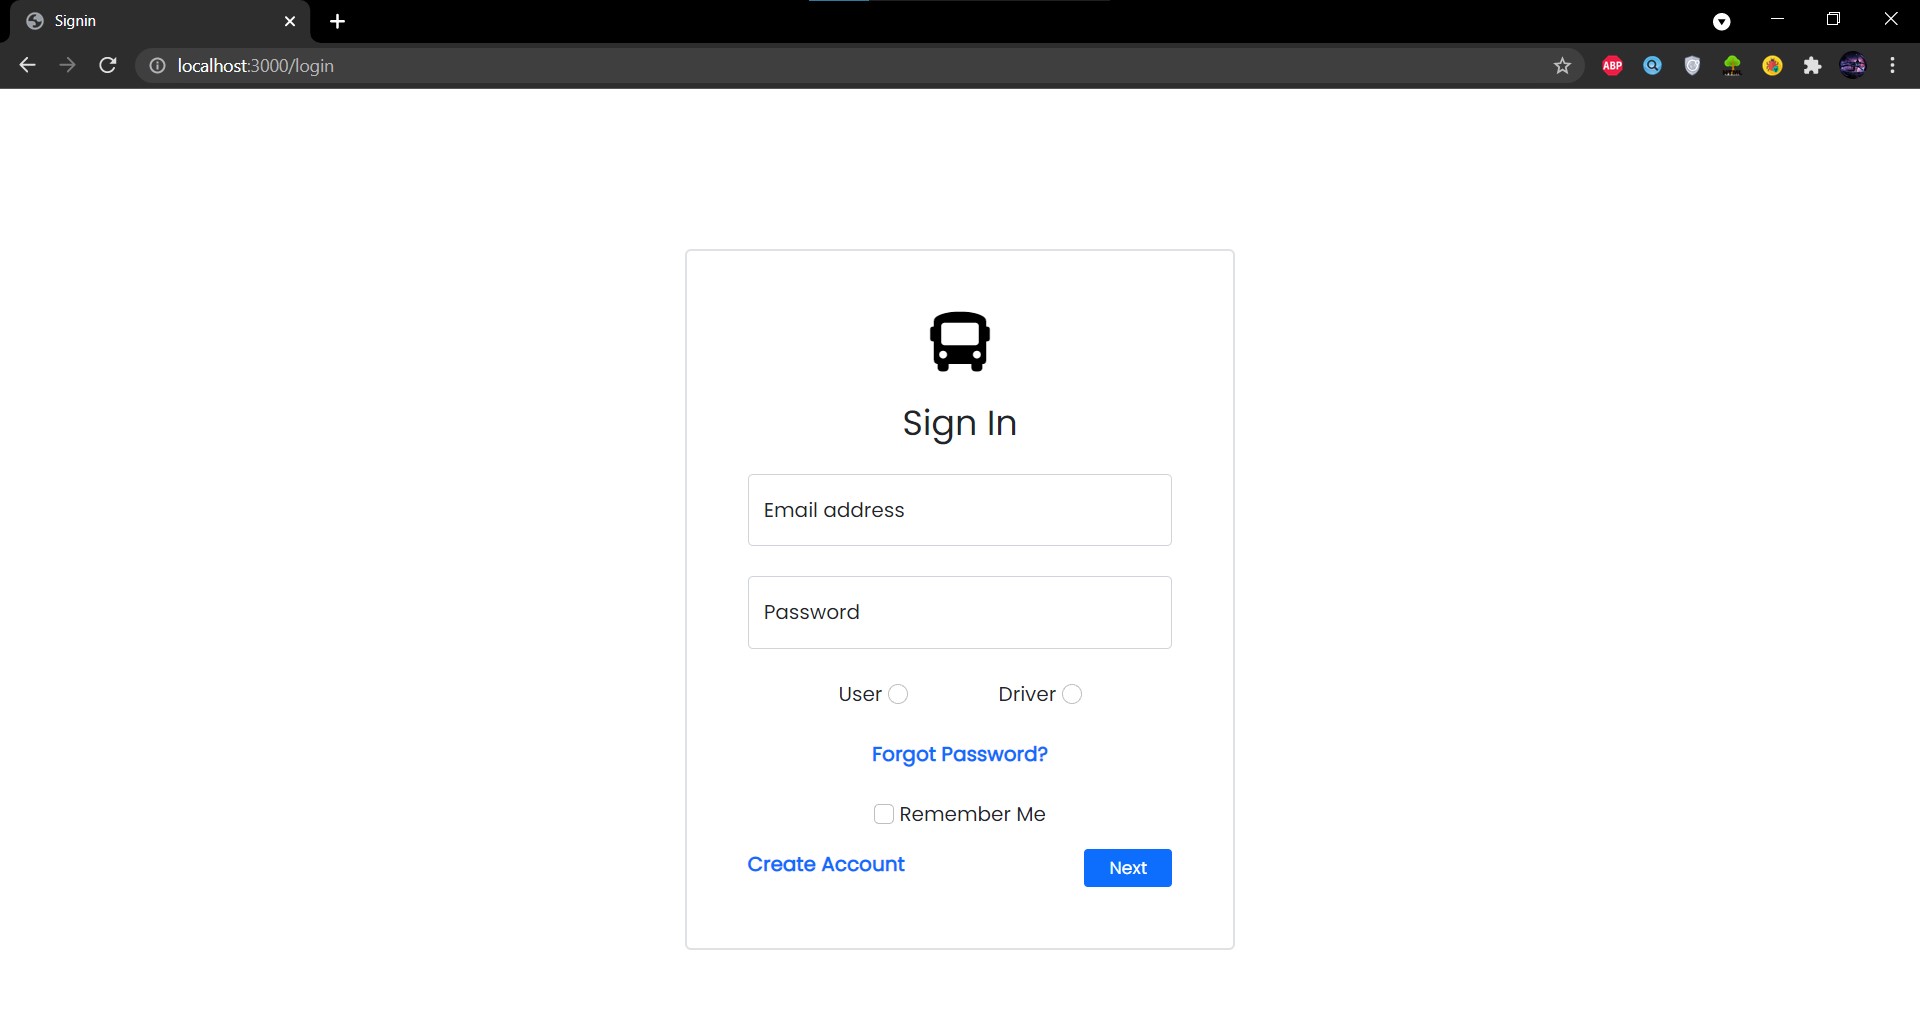 Signin
localhost:3000/login
ABP
Sign In
Email address
Password
User Driver
Forgot Password?
Remember Me
Create Account Next